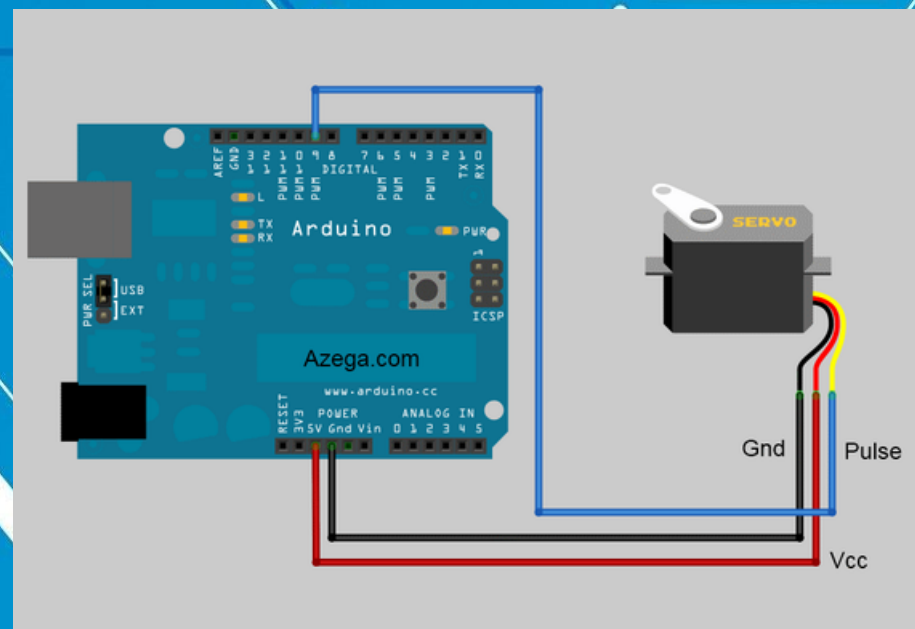 AREF
GND
13
12
11
10
9
8
7
6
5
4
3
2
1
0
PWM
PWM
PWM
DIGITAL
PWM
PWM
PWM
TX
RX
L
TX
RX
Arduino
PWR
1
SERVO
PWR SEL
USB
EXT
ICSP
Azega.com
www.arduino.cc
RESET
3V3
POWER
5V Gnd Vin
ANALOG IN
0 1 2 3 4 5
Gnd
Pulse
Vcc